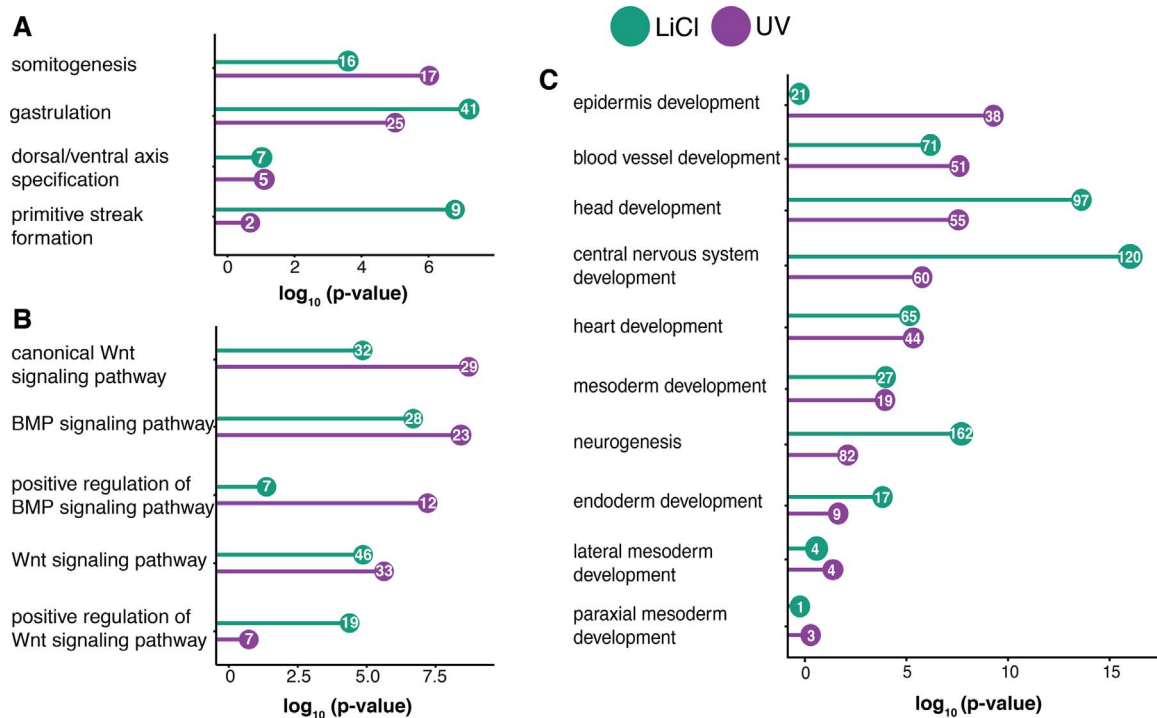 LiCl UV
A
somitogenesis
16
17
gastrulation
41
25
dorsal/ventral axis
specification
7
5
primitive streak
formation
9
2
0 2 4 6
log10 (p-value)
B
canonical Wnt
signaling pathway
32
29
BMP signaling pathway
28
23
positive regulation of
BMP signaling pathway
7
12
Wnt signaling pathway
46
33
positive regulation of
Wnt signaling pathway
19
7
0 2.5 5.0 7.5
log10 (p-value)
C
epidermis development
21
38
blood vessel development
71
51
head development
97
55
central nervous system
development
120
60
heart development
65
44
mesoderm development
27
19
neurogenesis
162
82
endoderm development
17
9
lateral mesoderm
development
4
4
paraxial mesoderm
development
1
3
0 5 10 15
log10 (p-value)